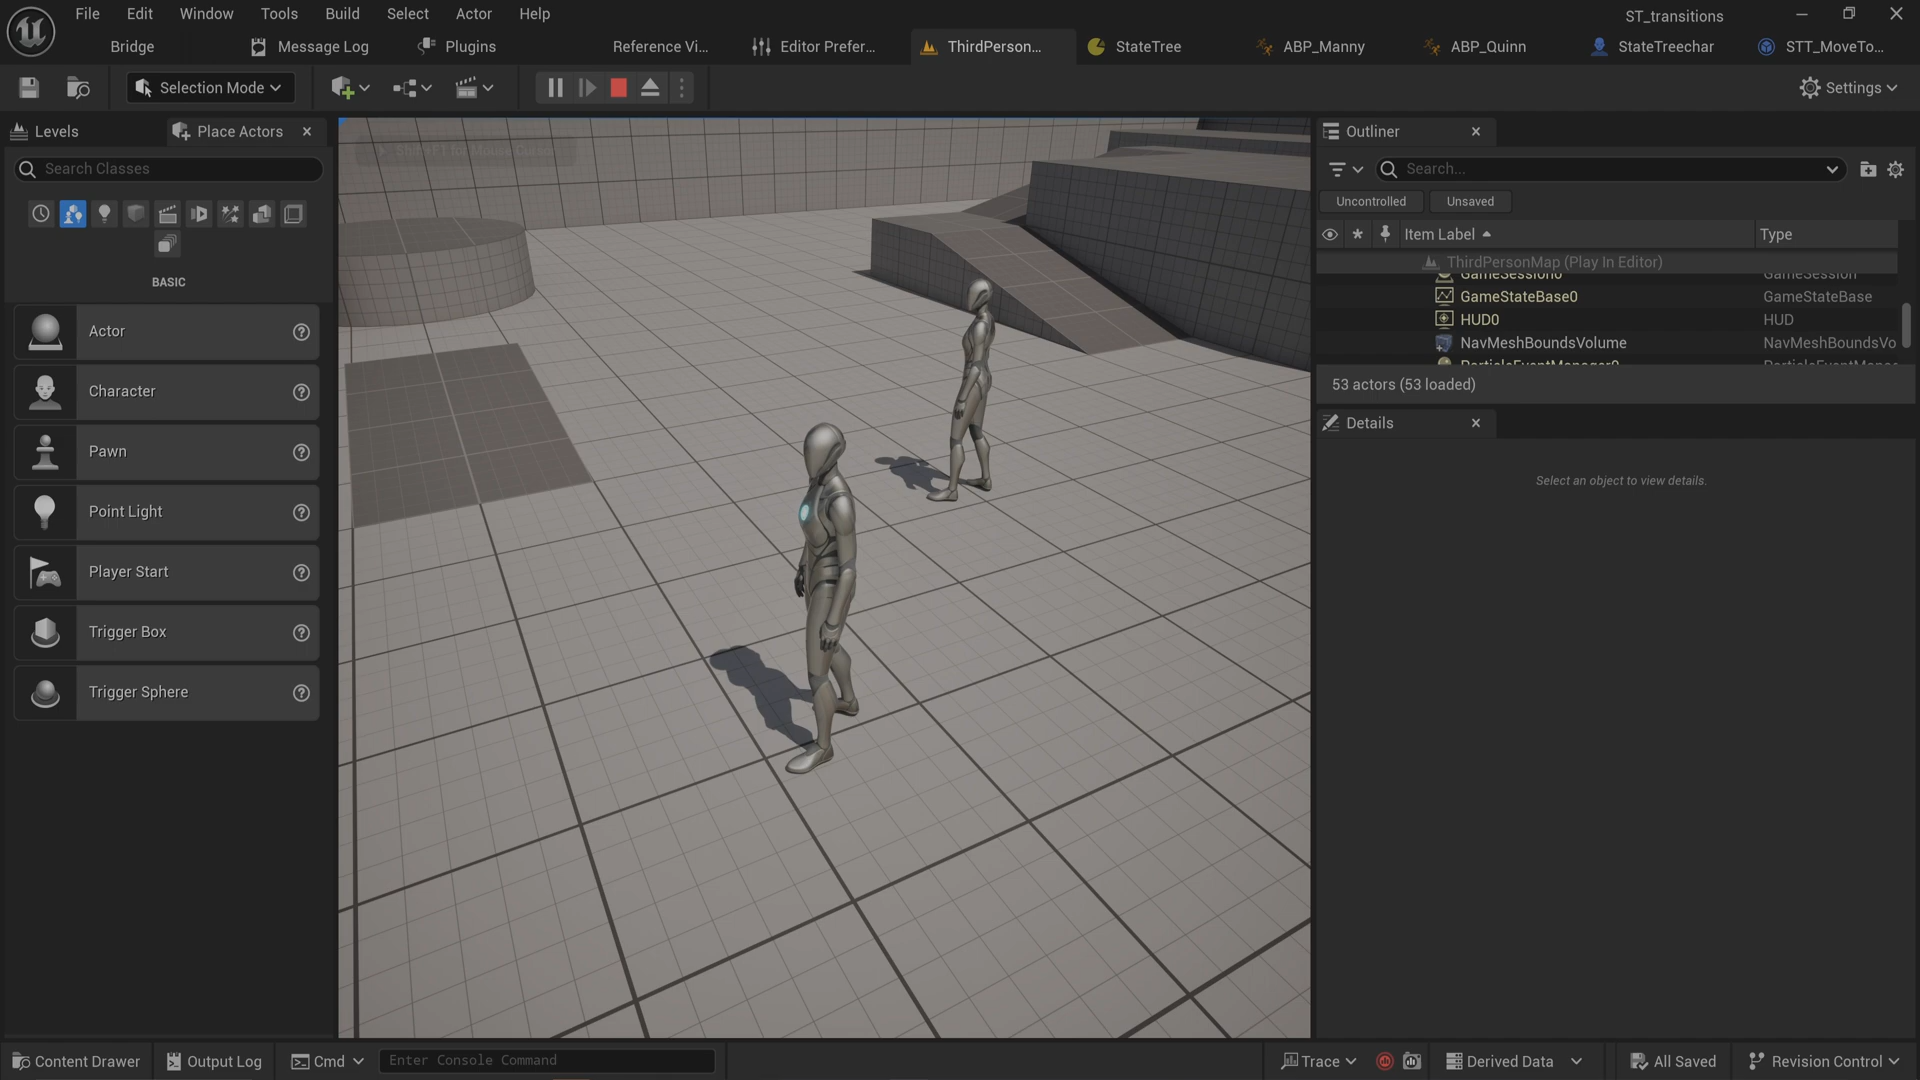 File Edit Window Tools Build Select Actor Help
ST_transitions
Bridge Message Log Plugins Reference Vi... Editor Prefer... ThirdPerson... StateTree ABP_Manny ABP_Quinn StateTreechar STT_MoveTo...
Selection Mode
Settings
Levels
Place Actors
Search Classes
BASIC
Actor
Character
Pawn
Point Light
Player Start
Trigger Box
Trigger Sphere
Outliner
Search...
Uncontrolled Unsaved
Item Label Type
ThirdPersonMap (Play In Editor)
GameSession0 GameSession
GameStateBase0 GameStateBase
HUD0 HUD
NavMeshBoundsVolume NavMeshBoundsVo
53 actors (53 loaded)
Details
Select an object to view details.
Content Drawer Output Log Cmd Enter Console Command Trace Derived Data All Saved Revision Control